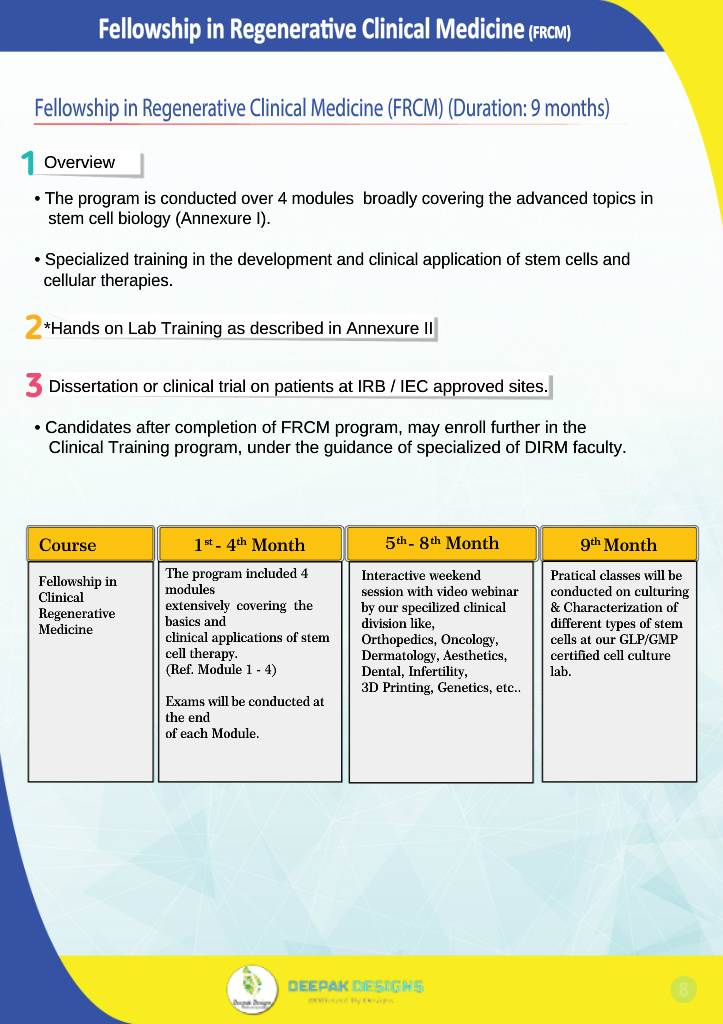 Fellowship in Regenerative Clinical Medicine (FRCM)
Fellowship in Regenerative Clinical Medicine (FRCM) (Duration: 9 months)
1 Overview
• The program is conducted over 4 modules broadly covering the advanced topics in
stem cell biology (Annexure I).
• Specialized training in the development and clinical application of stem cells and
cellular therapies.
2 *Hands on Lab Training as described in Annexure II
3 Dissertation or clinical trial on patients at IRB / IEC approved sites.
• Candidates after completion of FRCM program, may enroll further in the
Clinical Training program, under the guidance of specialized of DIRM faculty.
Course
Fellowship in
Clinical
Regenerative
Medicine
1st - 4th Month
The program included 4
modules
extensively covering the
basics and
clinical applications of stem
cell therapy.
(Ref. Module 1 - 4)
Exams will be conducted at
the end
of each Module.
5th- 8th Month
Interactive weekend
session with video webinar
by our specilized clinical
division like,
Orthopedics, Oncology,
Dermatology, Aesthetics,
Dental, Infertility,
3D Printing, Genetics, etc..
9th Month
Pratical classes will be
conducted on culturing
& Characterization of
different types of stem
cells at our GLP/GMP
certified cell culture
lab.
Deepak Designs
DEEPAK DESIGNS
By Designs
8